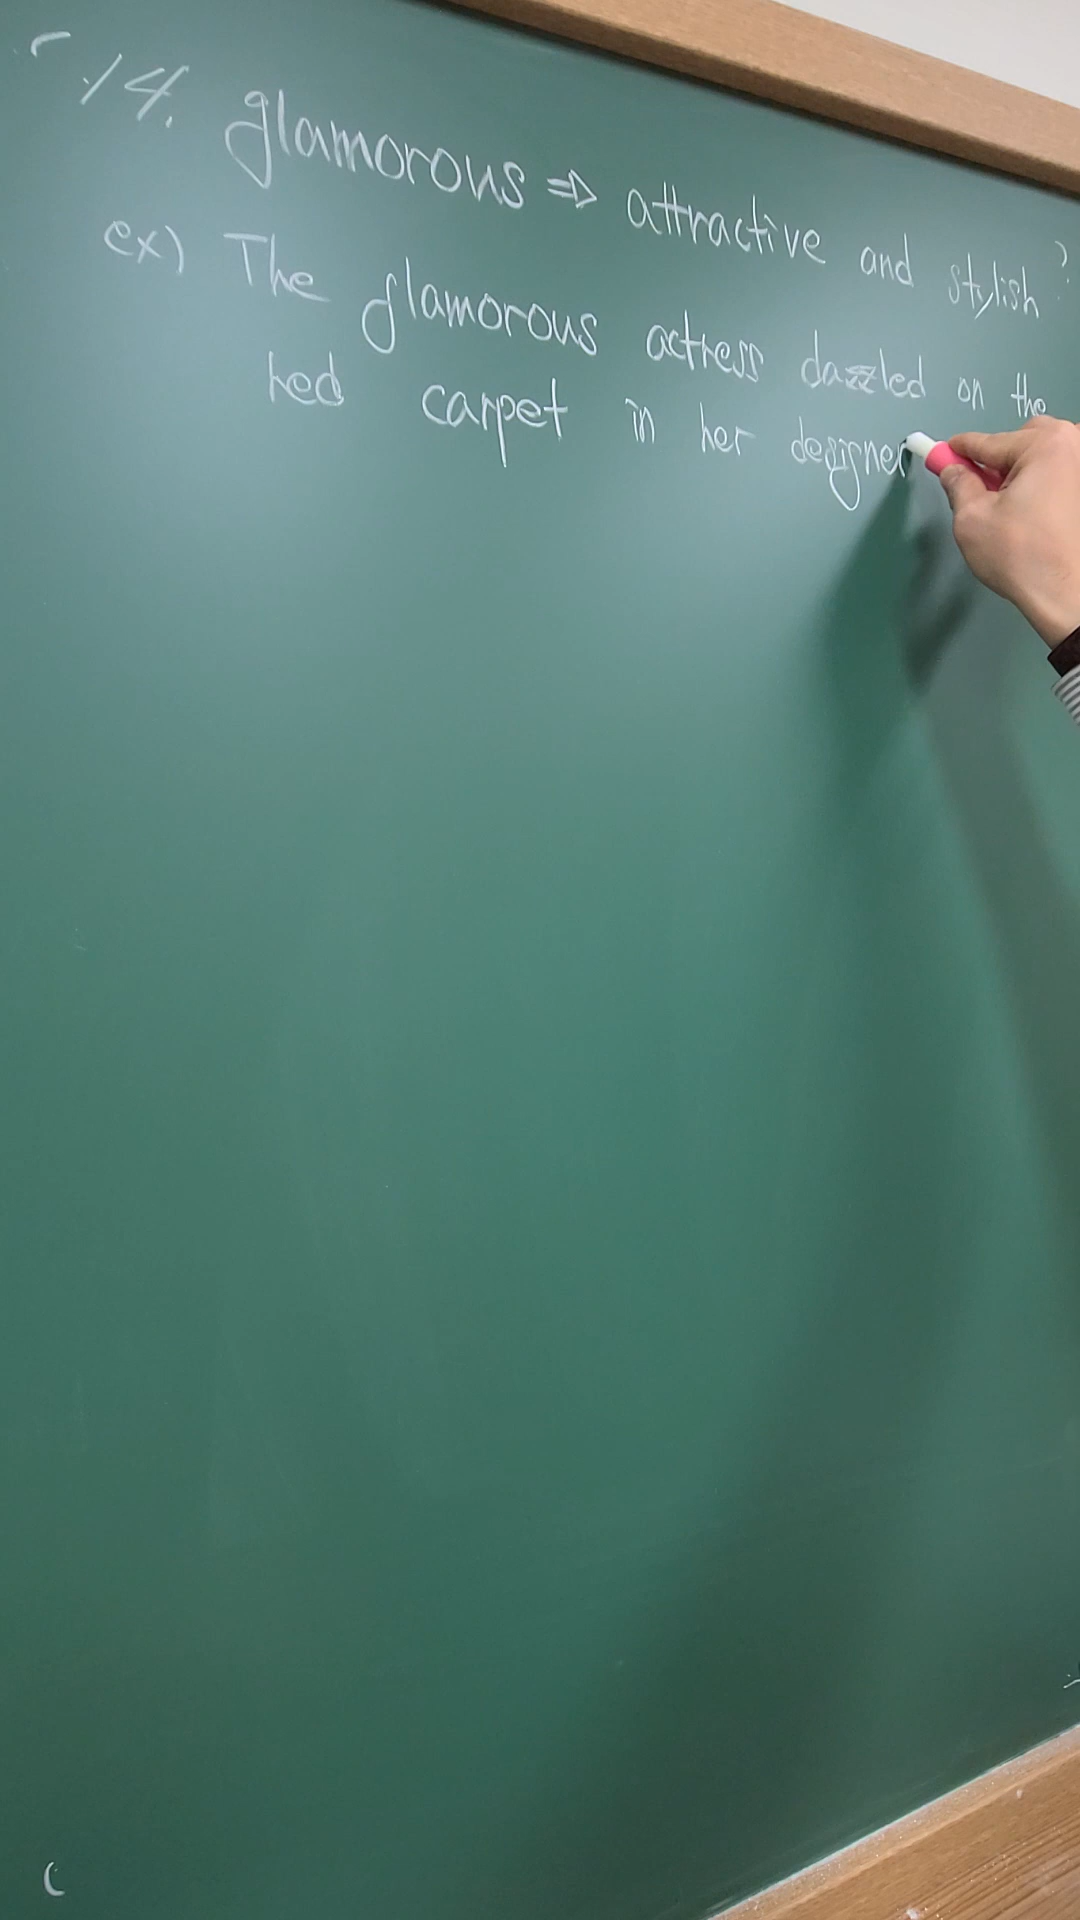 14. glamorous ⇒ attractive and stylish
ex) The glamorous actress dazzled on the
red carpet in her designer